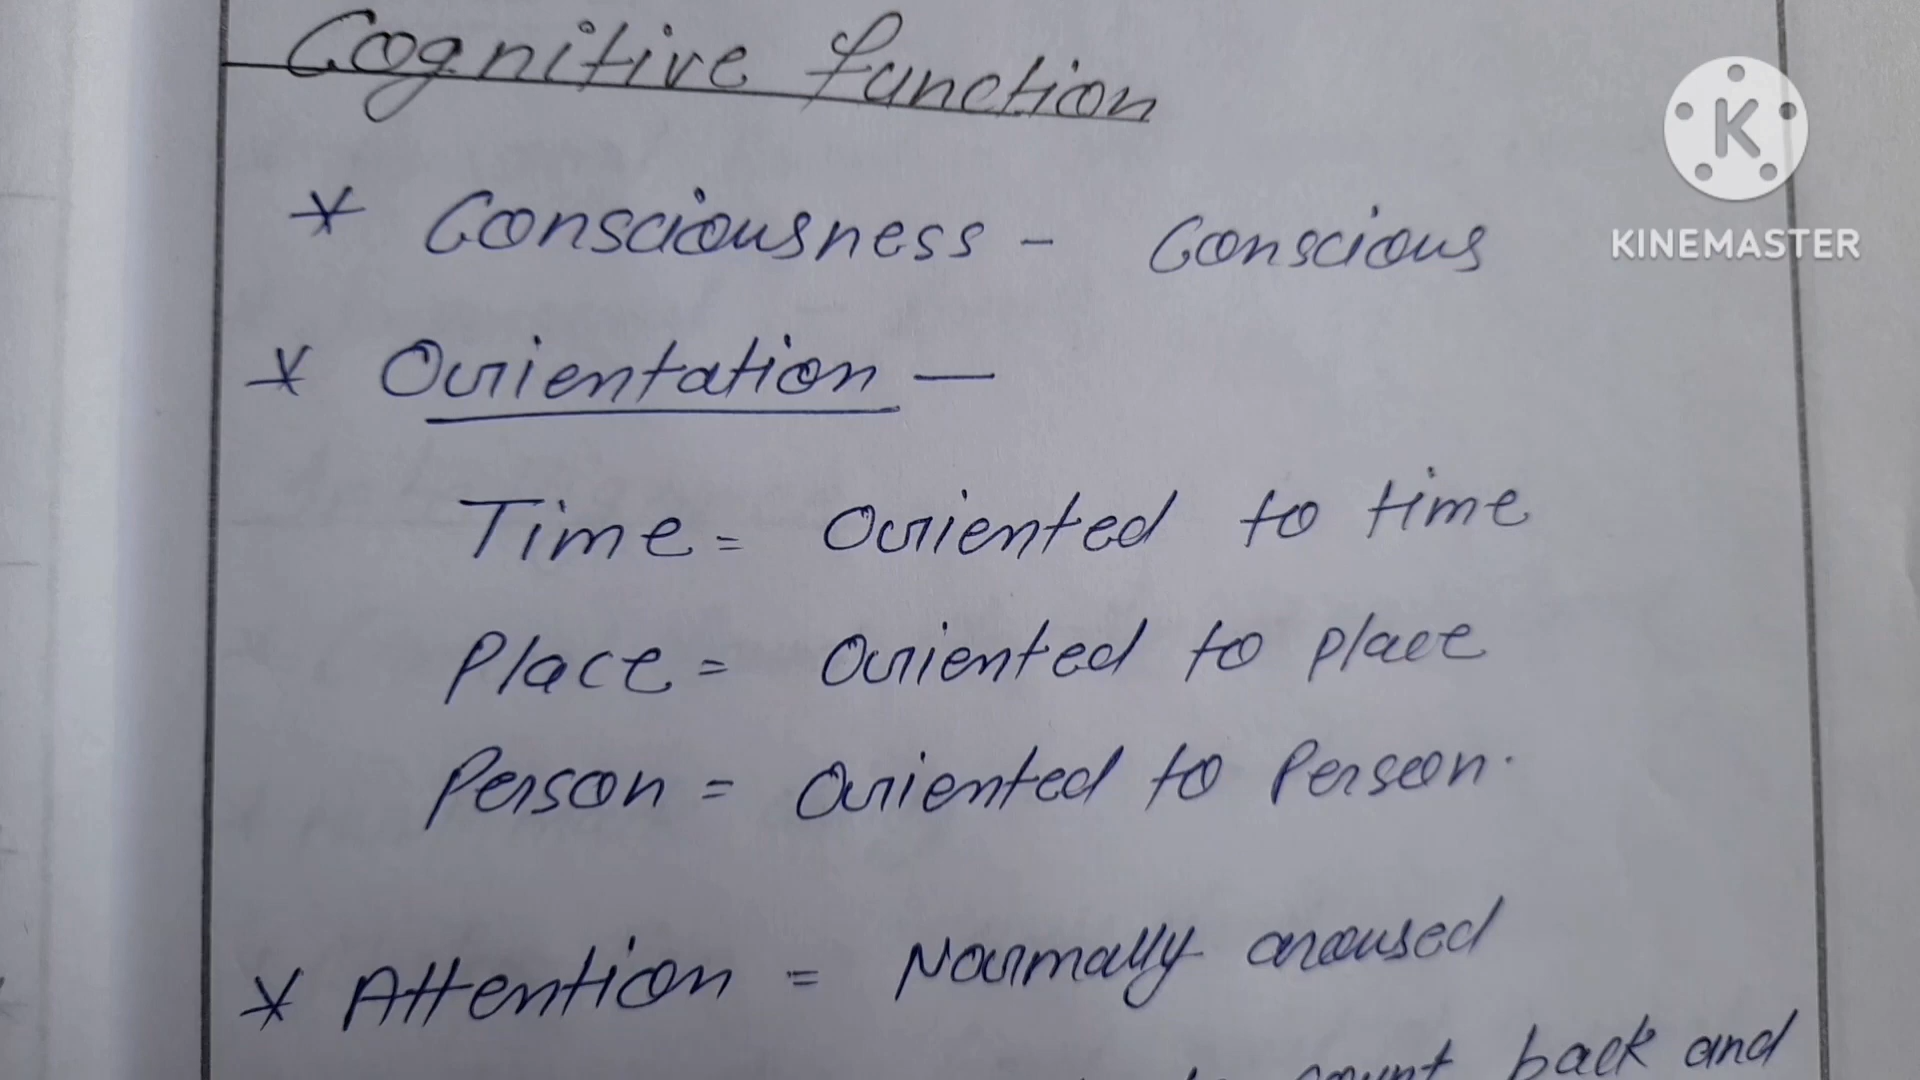 Cognitive function
* Consciousness - Conscious
K
KINEMASTER
* Orientation —
Time = Oriented to time
Place = Oriented to place
Person = Oriented to Person.
* Attention = Normally aroused
count back and